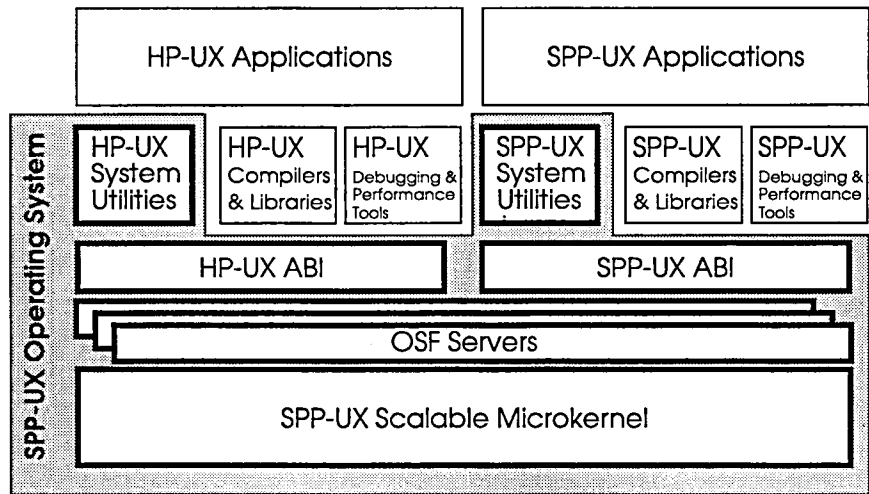 HP-UX Applications
SPP-UX Applications
SPP-UX Operating System
HP-UX
System
Utilities
HP-UX
Compilers
& Libraries
HP-UX
Debugging &
Performance
Tools
SPP-UX
System
Utilities
SPP-UX
Compilers
& Libraries
SPP-UX
Debugging &
Performance
Tools
HP-UX ABI
SPP-UX ABI
OSF Servers
SPP-UX Scalable Microkernel